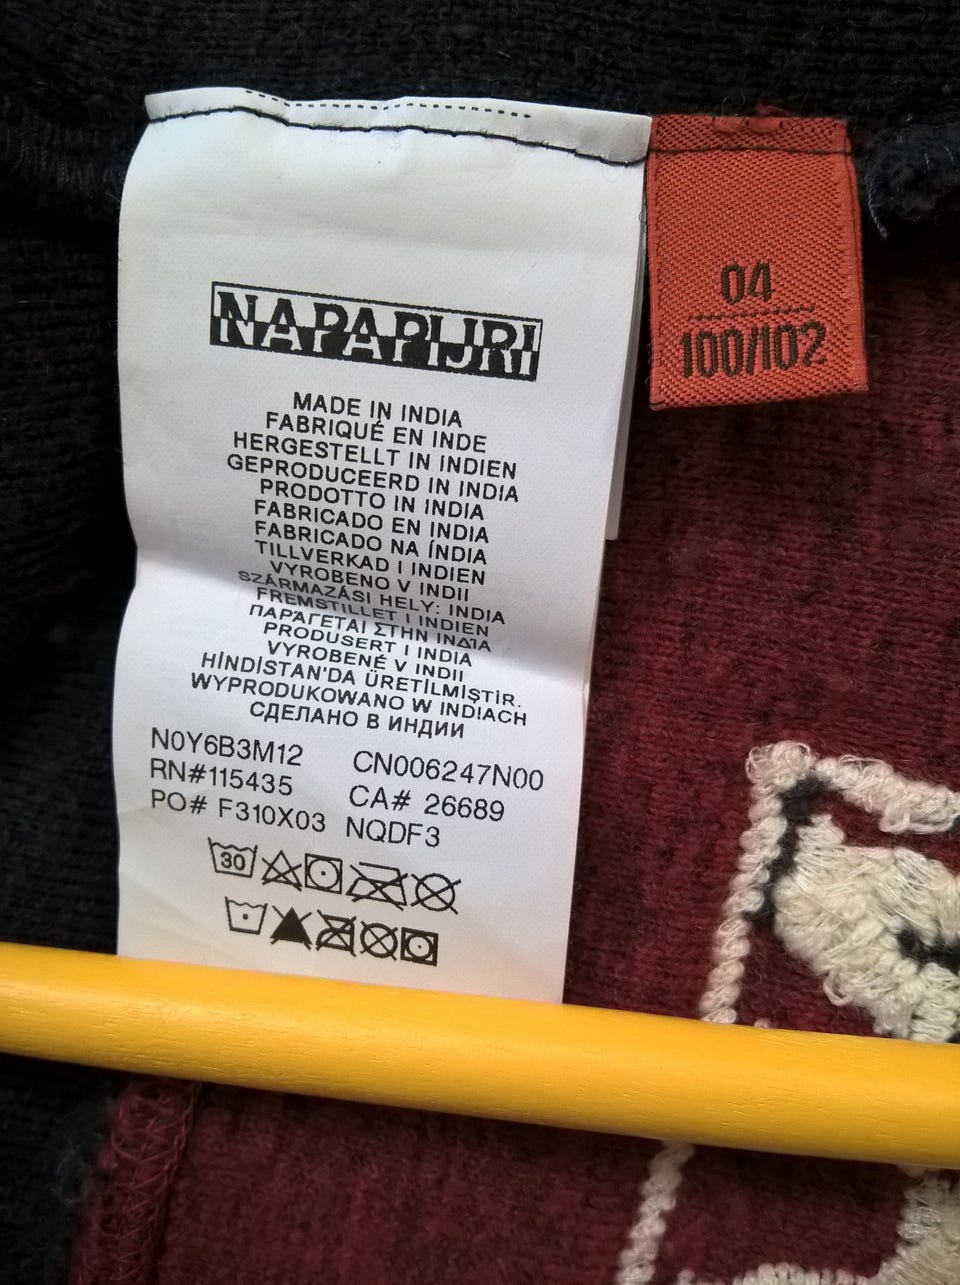 NAPAPIJRI
MADE IN INDIA
FABRIQUÉ EN INDE
HERGESTELLT IN INDIEN
GEPRODUCEERD IN INDIA
PRODOTTO IN INDIA
FABRICADO EN INDIA
FABRICADO NA ÍNDIA
TILLVERKAD I INDIEN
VYROBENO V INDII
SZÁRMAZÁSI HELY: INDIA
FREMSTILLET I INDIEN
ΠΑΡΆΓΕΤΑΙ ΣΤΗΝ ΙΝΔΊΑ
PRODUSERT I INDIA
VYROBENÉ V INDII
HİNDİSTAN'DA ÜRETİLMİŞTİR.
WYPRODUKOWANO W INDIACH
СДЕЛАНО В ИНДИИ
N0Y6B3M12 CN006247N00
RN#115435 CA# 26689
PO# F310X03 NQDF3
30
04
100/102